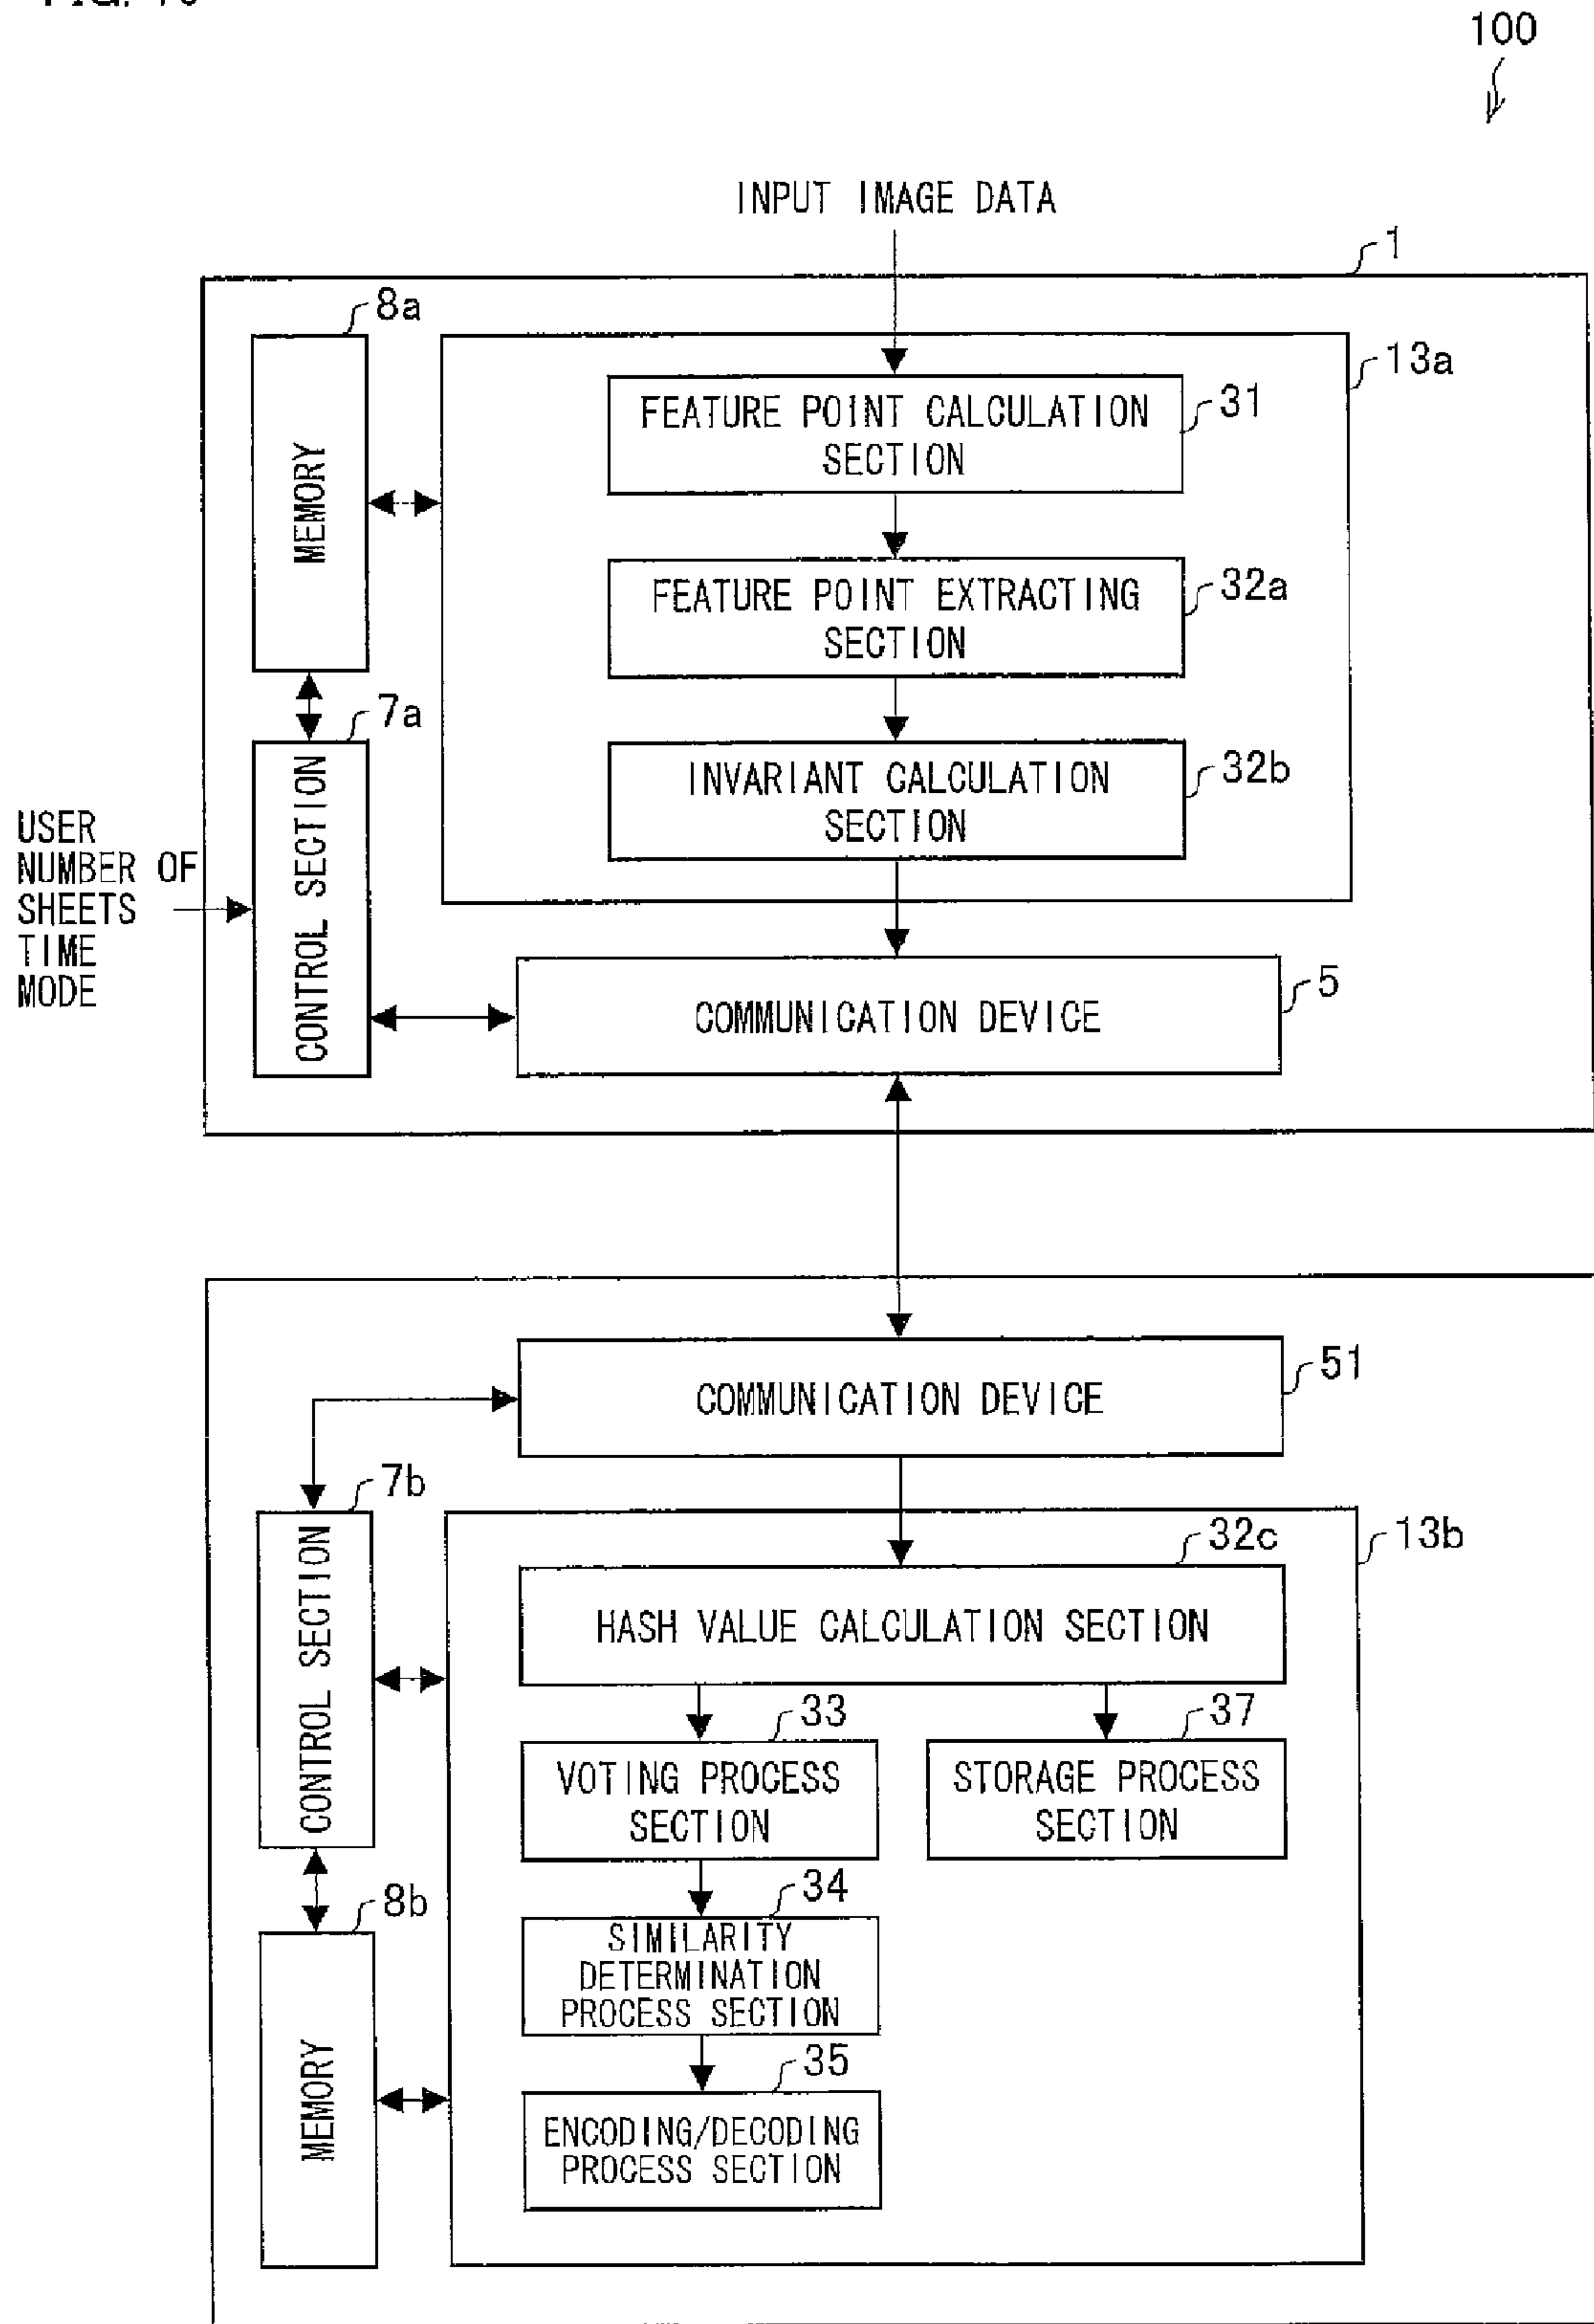 100
INPUT IMAGE DATA
1
8a
13a
MEMORY
FEATURE POINT CALCULATION
SECTION
31
FEATURE POINT EXTRACTING
SECTION
32a
INVARIANT CALCULATION
SECTION
32b
7a
CONTROL SECTION
USER
NUMBER OF
SHEETS
TIME
MODE
COMMUNICATION DEVICE
5
COMMUNICATION DEVICE
51
7b
CONTROL SECTION
32c
13b
HASH VALUE CALCULATION SECTION
33
VOTING PROCESS
SECTION
37
STORAGE PROCESS
SECTION
8b
MEMORY
34
SIMILARITY
DETERMINATION
PROCESS SECTION
35
ENCODING/DECODING
PROCESS SECTION